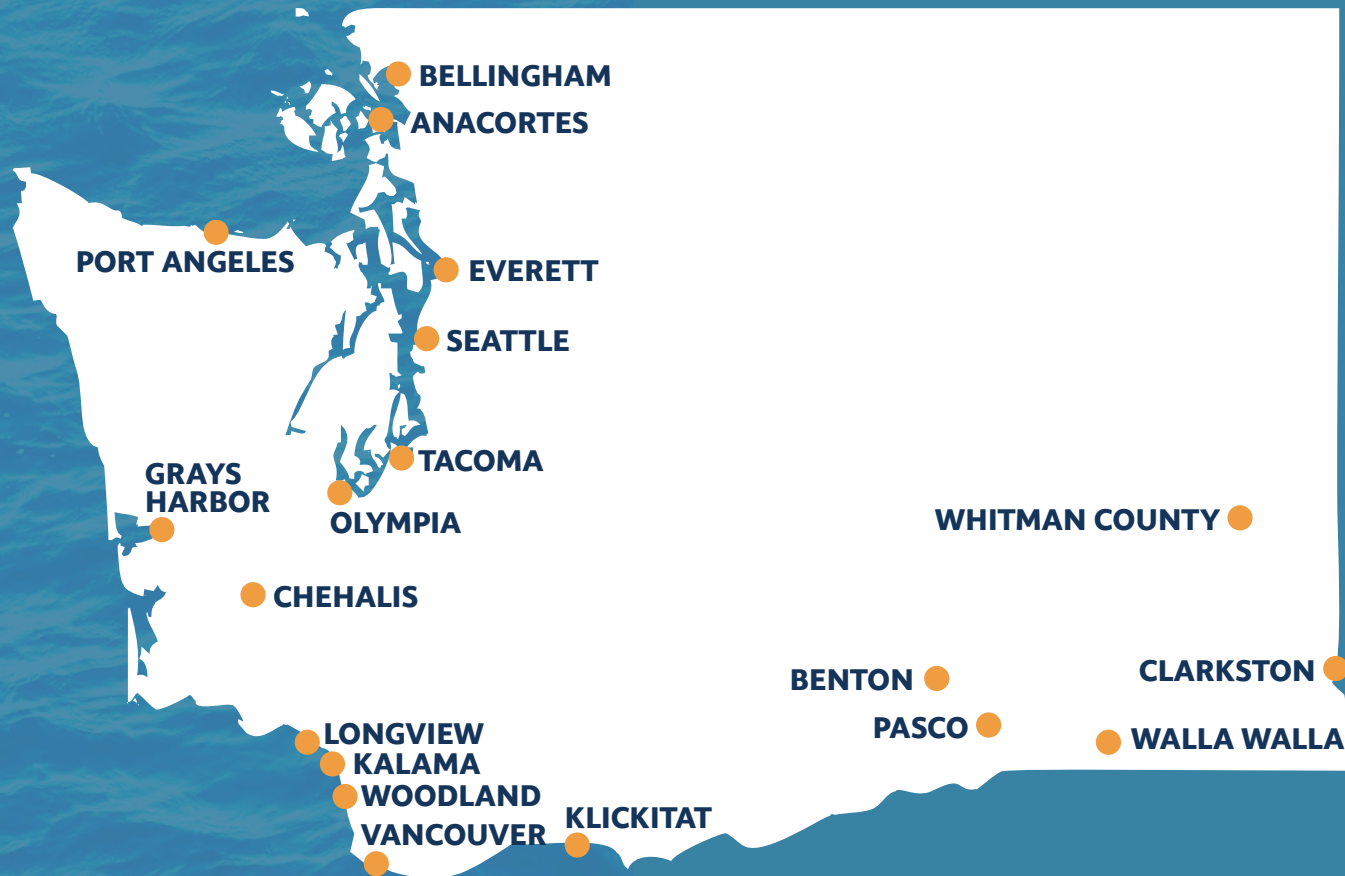 BELLINGHAM
ANACORTES
PORT ANGELES
EVERETT
SEATTLE
TACOMA
GRAYS
HARBOR
OLYMPIA
WHITMAN COUNTY
CHEHALIS
BENTON
CLARKSTON
PASCO
WALLA WALLA
LONGVIEW
KALAMA
WOODLAND
KLICKITAT
VANCOUVER